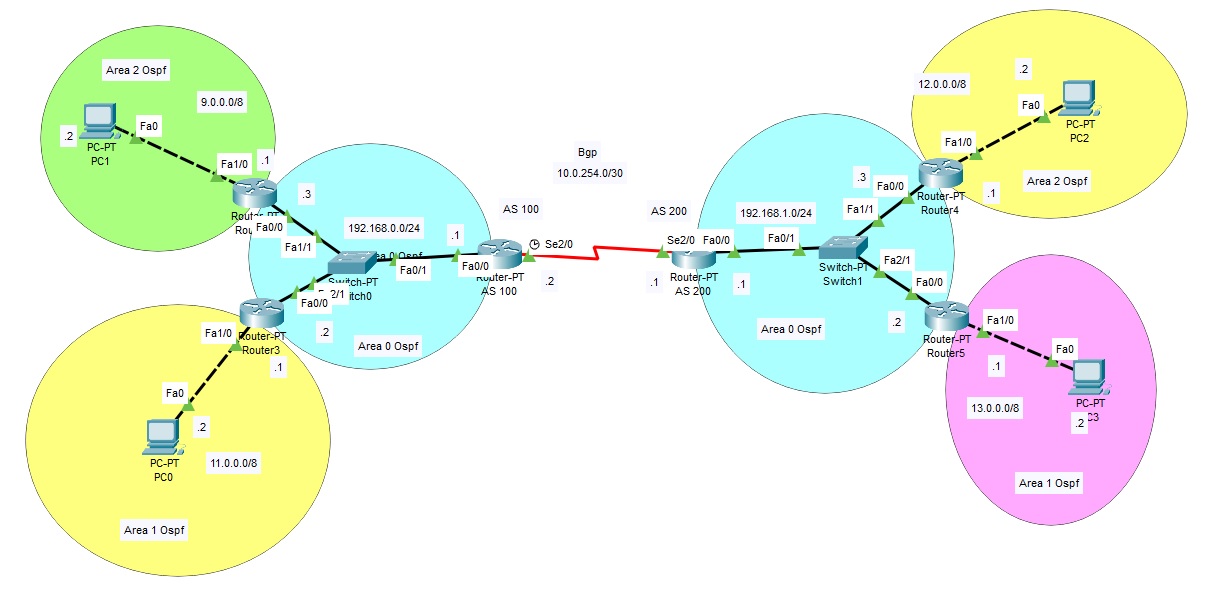 Area 2 Ospf
9.0.0.0/8
.2
Fa0
PC-PT
PC1
Fa1/0
.1
Router-PT
Fa0/0
.3
Fa1/1
192.168.0.0/24
Area 0 Ospf
.1
Fa0/1
Fa0/0
Switch-PT
Switch0
2/1
Fa0/0
.2
Area 0 Ospf
Fa1/0
Router-PT
Router3
.1
Fa0
.2
PC-PT
PC0
11.0.0.0/8
Area 1 Ospf
Bgp
10.0.254.0/30
AS 100
Se2/0
Router-PT
AS 100
.2
AS 200
Se2/0
Fa0/0
.1
Router-PT
AS 200
.1
192.168.1.0/24
Fa0/1
Switch-PT
Switch1
Fa1/1
.3
Fa0/0
Fa2/1
Fa0/0
.2
Area 0 Ospf
12.0.0.0/8
.2
Fa0
PC-PT
PC2
Fa1/0
Router-PT
Router4
.1
Area 2 Ospf
Router-PT
Router5
Fa1/0
.1
Fa0
PC-PT
.2
13.0.0.0/8
Area 1 Ospf